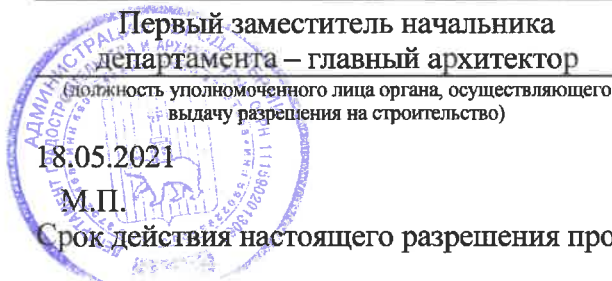 Первый заместитель начальника
департамента – главный архитектор
(должность уполномоченного лица органа, осуществляющего
выдачу разрешения на строительство)
18.05.2021
М.П.
Срок действия настоящего разрешения про